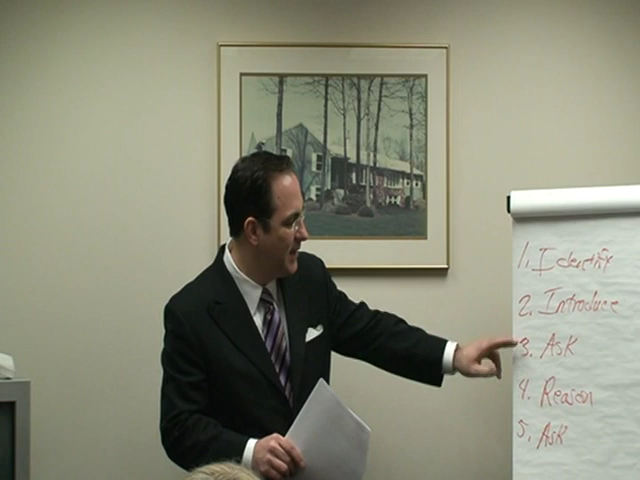 1. Identify
2. Introduce
3. Ask
4. Reason
5. Ask